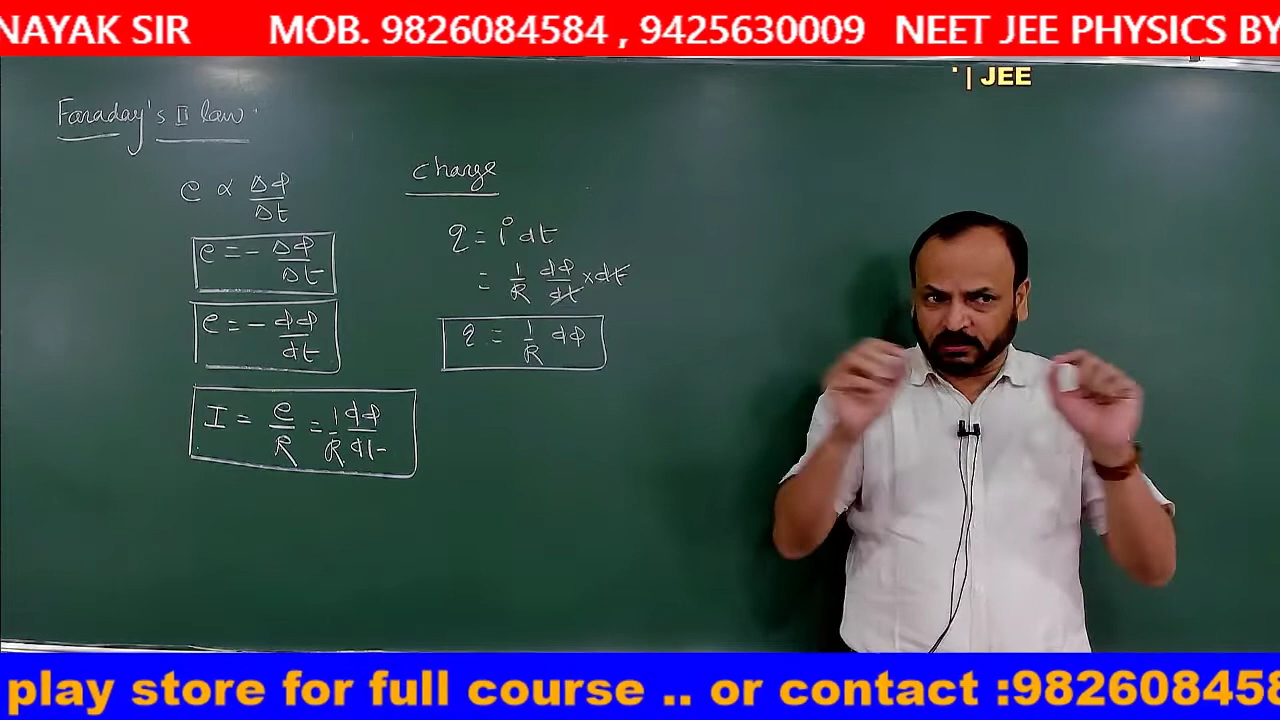 NAYAK SIR MOB. 9826084584 , 9425630009 NEET JEE PHYSICS BY
| JEE
Faraday's II law
e ∝ Δφ/Δt
e = - Δφ/Δt
e = - dφ/dt
I = e/R = 1/R dφ/dt
charge
q = i dt
= 1/R dφ/dt × dt
q = 1/R dφ
play store for full course .. or contact :98260845